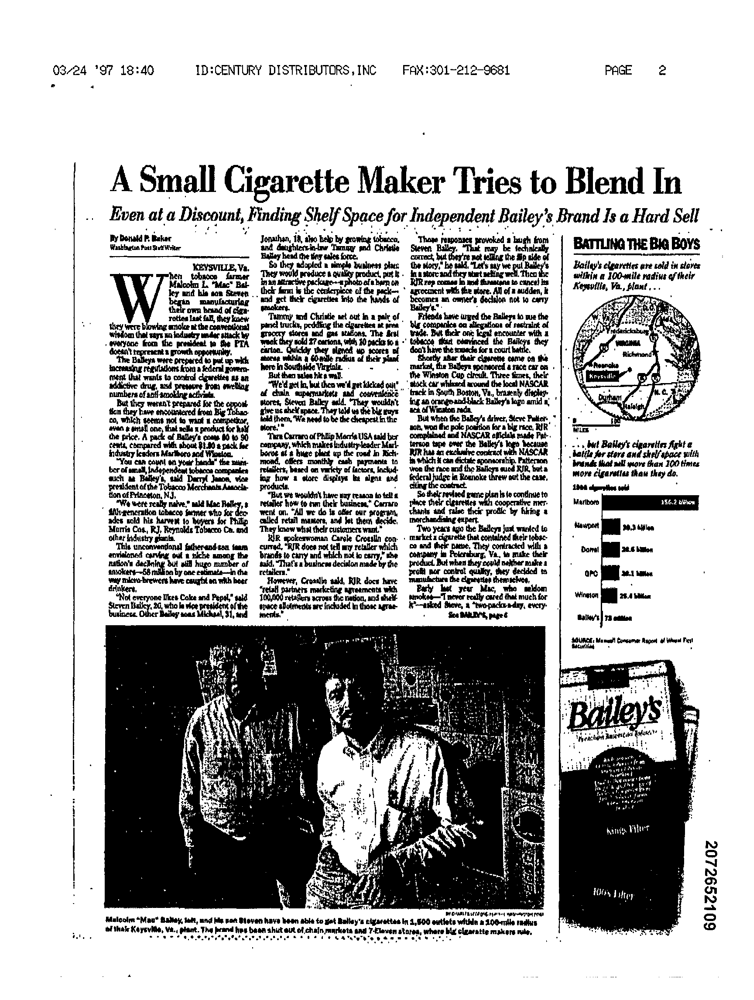 03/24 '97 18:40 ID:CENTURY DISTRIBUTORS,INC FAX:301-212-9681 PAGE 2
A Small Cigarette Maker Tries to Blend In
Even at a Discount, Finding Shelf Space for Independent Bailey's Brand Is a Hard Sell
By Donald P. Baker
Washington Post Staff Writer
KEYSVILLE, Va.
When tobacco farmer
Malcolm L. "Mac" Bai-
ley and his son Steven
began manufacturing
their own brand of ciga-
rettes last fall, they knew
they were blowing smoke at the conventional
wisdom that says an industry under attack by
everyone from the president to the PTA
doesn't represent a growth opportunity.
The Baileys were prepared to put up with
increasing regulations from a federal govern-
ment that wants to control cigarettes as an
addictive drug, and pressure from swelling
numbers of anti-smoking activists.
But they weren't prepared for the opposi-
tion they have encountered from Big Tobac-
co, which seems not to want a competitor,
even a small one, that sells a product for half
the price. A pack of Bailey's costs 80 to 90
cents, compared with about $1.80 a pack for
industry leaders Marlboro and Winston.
"You can count on your hands" the num-
ber of small, independent tobacco companies
such as Bailey's, said Darryl Jason, vice
president of the Tobacco Merchants Associa-
tion of Princeton, N.J.
"We were really naive," said Mac Bailey, a
fifth-generation tobacco farmer who for dec-
ades sold his harvest to buyers for Philip
Morris Cos., R.J. Reynolds Tobacco Co. and
other industry giants.
This unconventional father-and-son team
envisioned carving out a niche among the
nation's declining but still huge number of
smokers—58 million by one estimate—in the
way micro-brewers have caught on with beer
drinkers.
"Not everyone likes Coke and Pepsi," said
Steven Bailey, 20, who is vice president of the
business. Other Bailey sons Michael, 31, and
Jonathan, 18, also help by growing tobacco,
and daughters-in-law Tammy and Christie
Bailey head the tiny sales force.
So they adopted a simple business plan:
They would produce a quality product, put it
in an attractive package—a photo of a barn on
their farm is the centerpiece of the pack—
and get their cigarettes into the hands of
smokers.
Tammy and Christie set out in a pair of
panel trucks, peddling the cigarettes at area
grocery stores and gas stations. The first
week they sold 27 cartons, with 10 packs to a
carton. Quickly they signed up scores of
stores within a 60-mile radius of their plant
here in Southside Virginia.
But then sales hit a wall.
"We'd get in, but then we'd get kicked out"
of chain supermarkets and convenience
stores, Steven Bailey said. "They wouldn't
give us shelf space. They told us the big guys
told them, 'We need to be the cheapest in the
store.'"
Tara Carraro of Philip Morris USA said her
company, which makes industry-leader Marl-
boros at a huge plant up the road in Rich-
mond, offers monthly cash payments to
retailers, based on variety of factors, includ-
ing how a store displays its signs and
products.
"But we wouldn't have any reason to tell a
retailer how to run their business," Carraro
went on. "All we do is offer our program,
called retail masters, and let them decide.
They know what their customers want."
RJR spokeswoman Carole Crosslin con-
curred, "RJR does not tell any retailer which
brands to carry and which not to carry," she
said. "That's a business decision made by the
retailers."
However, Crosslin said, RJR does have
"retail partners marketing agreements with
100,000 retailers across the nation, and shelf-
space allotments are included in those agree-
ments."
Those responses provoked a laugh from
Steven Bailey. "That may be technically
correct, but they're not telling the flip side of
the story," he said. "Let's say we put Bailey's
in a store and they start selling well. Then the
RJR rep comes in and threatens to cancel its
agreement with the store. All of a sudden, it
becomes an owner's decision not to carry
Bailey's."
Friends have urged the Baileys to sue the
big companies on allegations of restraint of
trade. But their one legal encounter with a
tobacco titan convinced the Baileys they
don't have the muscle for a court battle.
Shortly after their cigarette came on the
market, the Baileys sponsored a race car on
the Winston Cup circuit. Three times, their
stock car whizzed around the local NASCAR
track in South Boston, Va., brazenly display-
ing an orange-and-black Bailey's logo amid a
sea of Winston reds.
But when the Bailey's driver, Steve Patter-
son, won the pole position for a big race, RJR
complained and NASCAR officials made Pat-
terson tape over the Bailey's logo because
RJR has an exclusive contract with NASCAR
in which it can dictate sponsorship. Patterson
won the race and the Baileys sued RJR, but a
federal judge in Roanoke threw out the case,
citing the contract.
So their revised game plan is to continue to
place their cigarettes with cooperative mer-
chants and raise their profile by hiring a
merchandising expert.
Two years ago the Baileys just wanted to
market a cigarette that contained their tobac-
co and their name. They contracted with a
company in Petersburg, Va., to make their
product. But when they could neither make a
profit nor control quality, they decided to
manufacture the cigarettes themselves.
Early last year Mac, who seldom
smokes—"I never really cared that much for
it"—asked Steve, a "two-packs-a-day, every-
See BAILEY'S, page 6
BATTLING THE BIG BOYS
Bailey's cigarettes are sold in stores
within a 100-mile radius of their
Keysville, Va., plant . . .
Fredericksburg
VIRGINIA
Richmond
Roanoke
Keysville
Durham
Raleigh
N. C.
MILES
. . . but Bailey's cigarettes fight a
battle for store and shelf space with
brands that sell more than 100 times
more cigarettes than they do.
1996 cigarettes sold
Marlboro 156.2 billion
Newport 30.3 billion
Doral 28.6 billion
GPC 28.1 billion
Winston 25.4 billion
Bailey's 73 million
SOURCE: Maxwell Consumer Report of Wheat First
Securities
Bailey's
Kings Filter
100s Filter
Malcolm "Mac" Bailey, left, and his son Steven have been able to get Bailey's cigarettes in 1,500 outlets within a 100-mile radius
of their Keysville, Va., plant. The brand has been shut out of chain markets and 7-Eleven stores, where big cigarette makers rule.
2072652109